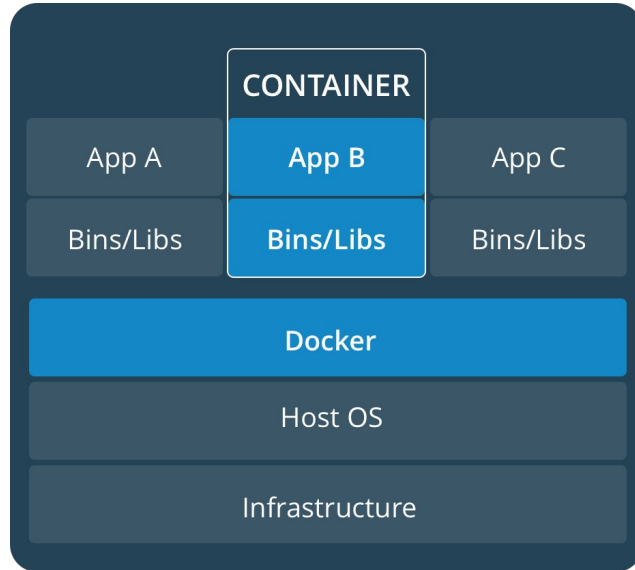 CONTAINER
App A
App B
App C
Bins/Libs
Bins/Libs
Bins/Libs
Docker
Host OS
Infrastructure